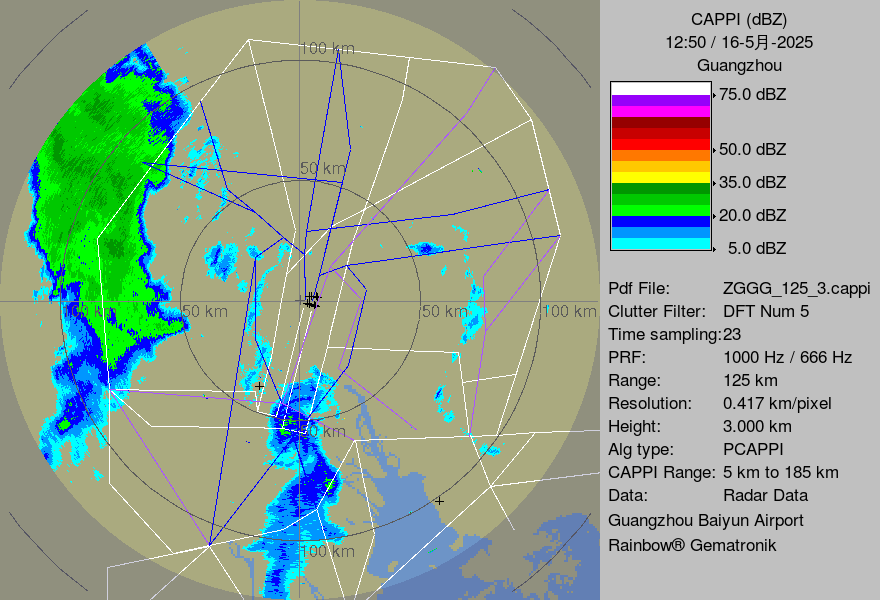 CAPPI (dBZ)
12:50 / 16-5月-2025
Guangzhou
75.0 dBZ
50.0 dBZ
35.0 dBZ
20.0 dBZ
5.0 dBZ
Pdf File: ZGGG_125_3.cappi
Clutter Filter: DFT Num 5
Time sampling:23
PRF: 1000 Hz / 666 Hz
Range: 125 km
Resolution: 0.417 km/pixel
Height: 3.000 km
Alg type: PCAPPI
CAPPI Range: 5 km to 185 km
Data: Radar Data
Guangzhou Baiyun Airport
Rainbow® Gematronik
100 km
50 km
100 km
50 km
50 km
100 km
50 km
100 km